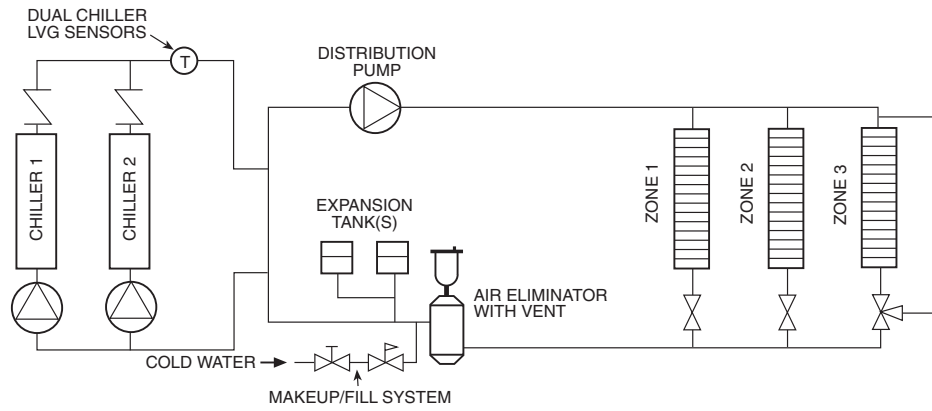 DUAL CHILLER
LVG SENSORS
T
DISTRIBUTION
PUMP
CHILLER 1
CHILLER 2
ZONE 1
ZONE 2
ZONE 3
EXPANSION
TANK(S)
AIR ELIMINATOR
WITH VENT
COLD WATER
MAKEUP/FILL SYSTEM